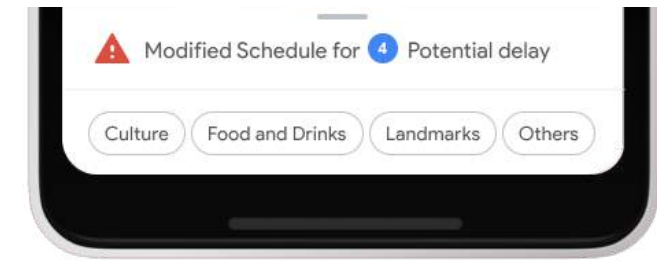 Modified Schedule for 4 Potential delay
Culture Food and Drinks Landmarks Others